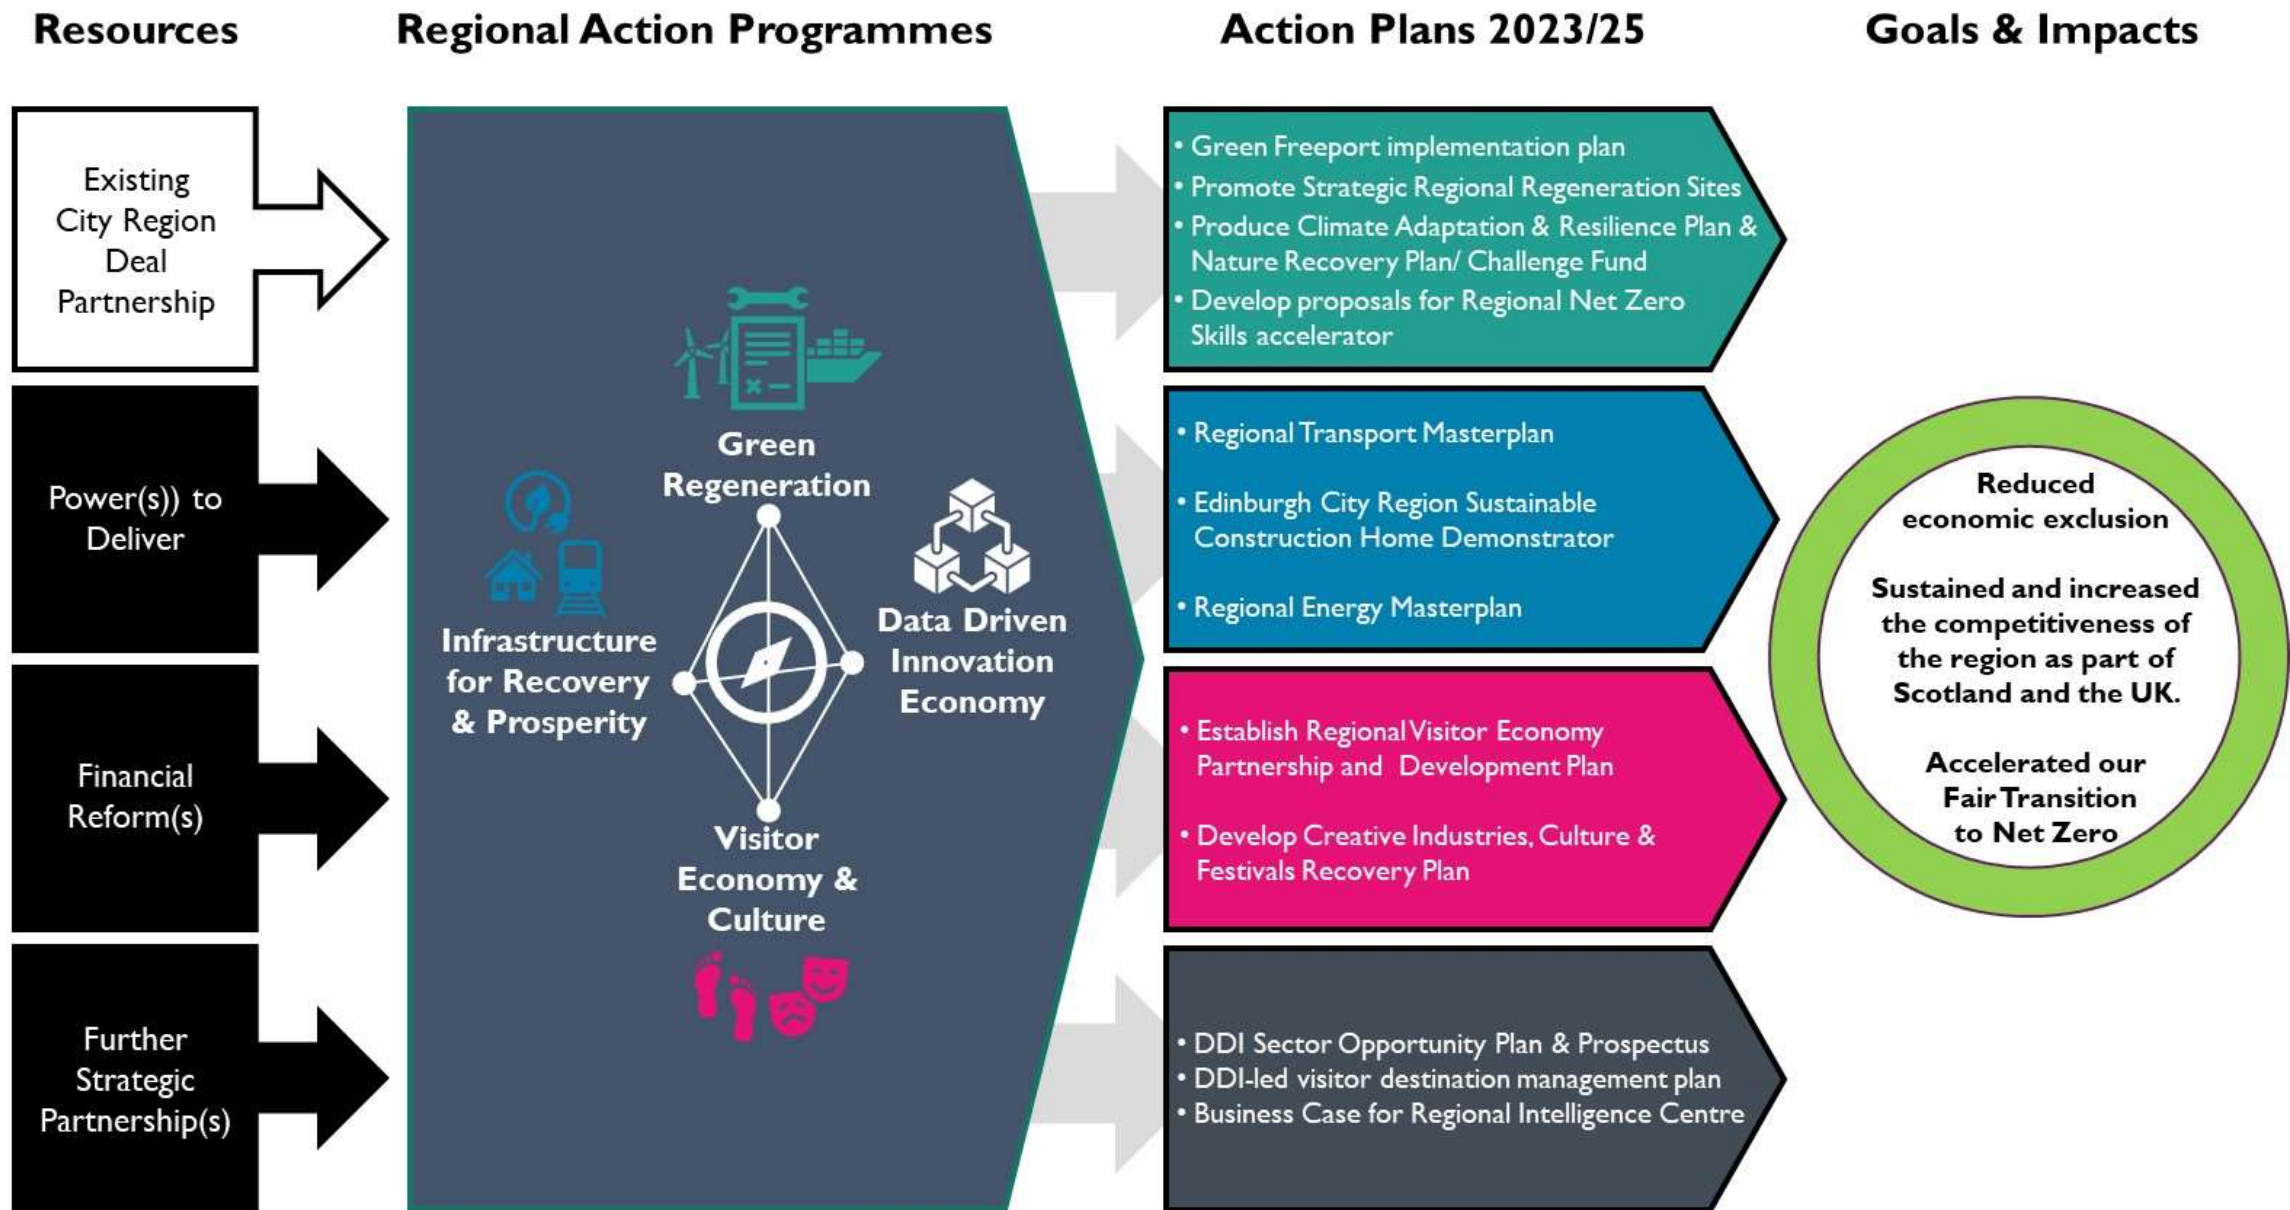 Resources
Regional Action Programmes
Action Plans 2023/25
Goals & Impacts
Existing
City Region
Deal
Partnership
Power(s)) to
Deliver
Financial
Reform(s)
Further
Strategic
Partnership(s)
Green
Regeneration
Infrastructure
for Recovery
& Prosperity
Data Driven
Innovation
Economy
Visitor
Economy &
Culture
• Green Freeport implementation plan
• Promote Strategic Regional Regeneration Sites
• Produce Climate Adaptation & Resilience Plan &
Nature Recovery Plan/ Challenge Fund
• Develop proposals for Regional Net Zero
Skills accelerator
• Regional Transport Masterplan
• Edinburgh City Region Sustainable
Construction Home Demonstrator
• Regional Energy Masterplan
• Establish Regional Visitor Economy
Partnership and Development Plan
• Develop Creative Industries, Culture &
Festivals Recovery Plan
• DDI Sector Opportunity Plan & Prospectus
• DDI-led visitor destination management plan
• Business Case for Regional Intelligence Centre
Reduced
economic exclusion
Sustained and increased
the competitiveness of
the region as part of
Scotland and the UK.
Accelerated our
Fair Transition
to Net Zero